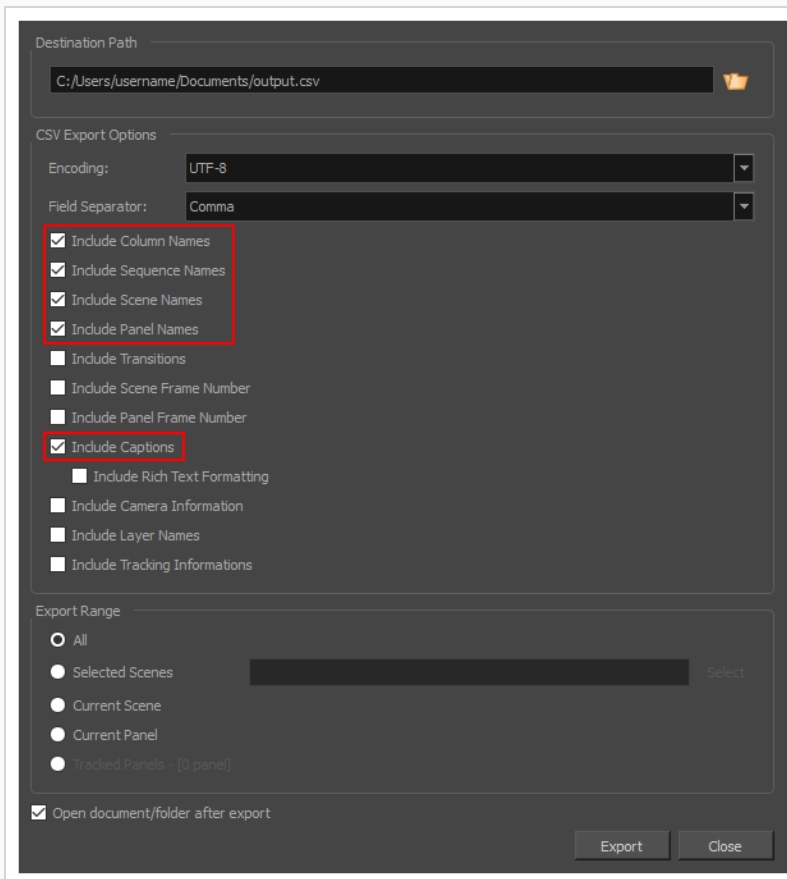 Destination Path
C:/Users/username/Documents/output.csv
CSV Export Options
Encoding: UTF-8
Field Separator: Comma
Include Column Names
Include Sequence Names
Include Scene Names
Include Panel Names
Include Transitions
Include Scene Frame Number
Include Panel Frame Number
Include Captions
Include Rich Text Formatting
Include Camera Information
Include Layer Names
Include Tracking Informations
Export Range
All
Selected Scenes Select
Current Scene
Current Panel
Tracked Panels - [0 panel]
Open document/folder after export
Export Close